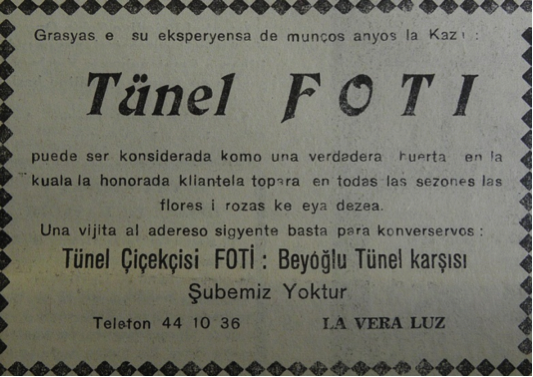 Grasyas e su eksperyensa de munços anyos la Kaza :
Tünel FOTI
puede ser konsiderada komo una verdadera huerta en la
kuala la honorada kliantela topara en todas las sezones las
flores i rozas ke eya dezea.
Una vijita al adereso sigyente basta para konverservos :
Tünel Çiçekçisi FOTİ : Beyóğlu Tünel karşısı
Şubemiz Yoktur
Telefon 44 10 36
LA VERA LUZ